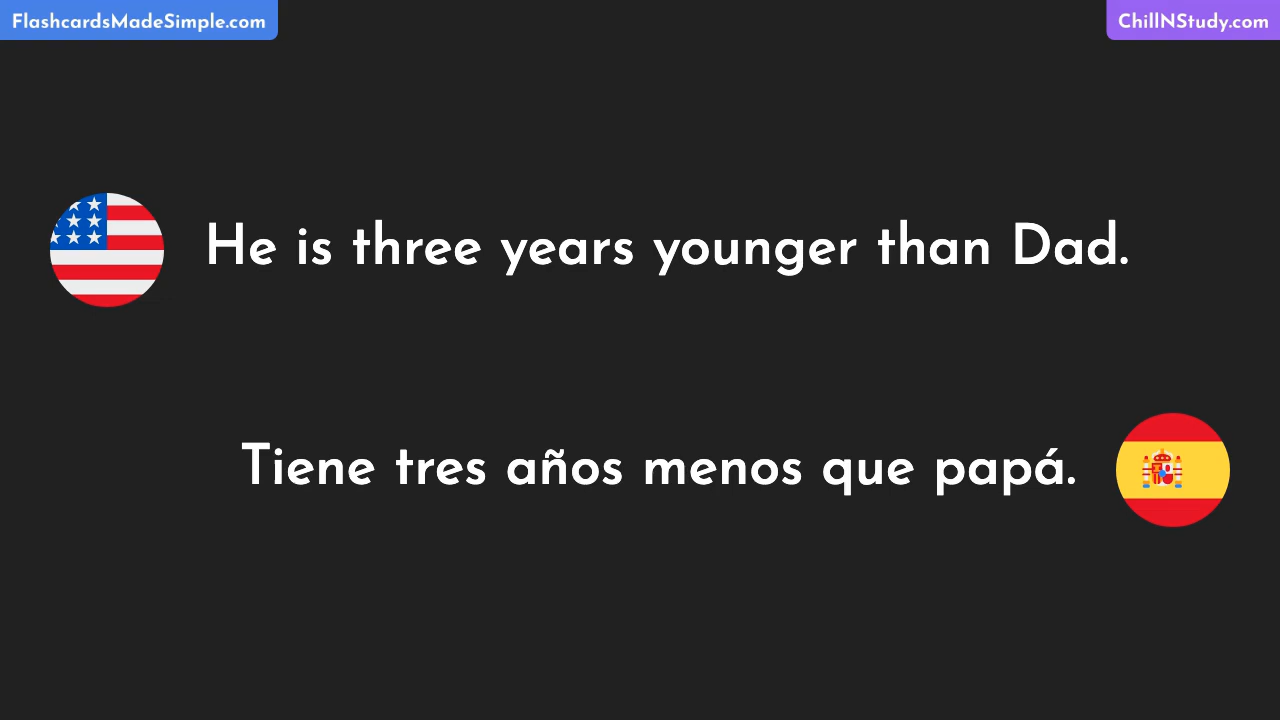 FlashcardsMadeSimple.com
ChillNStudy.com
He is three years younger than Dad.
Tiene tres años menos que papá.